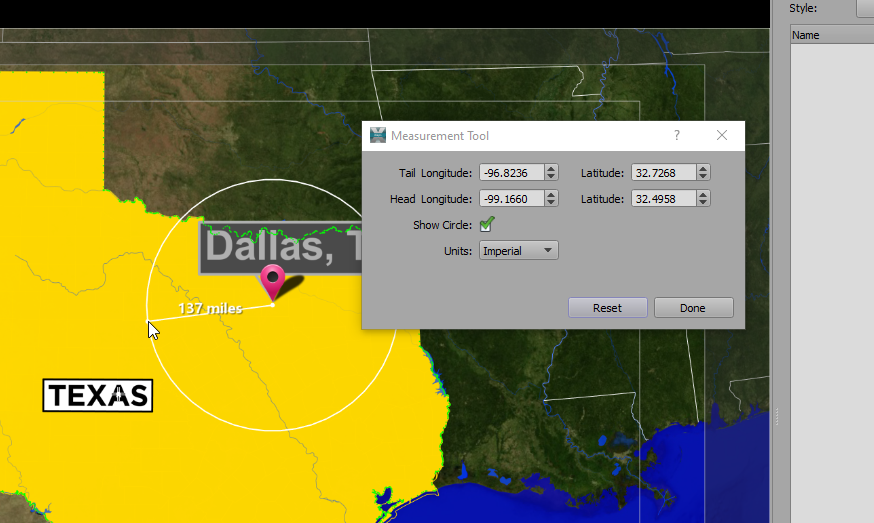 Style:
Name
Measurement Tool
?
Tail Longitude: -96.8236 Latitude: 32.7268
Head Longitude: -99.1660 Latitude: 32.4958
Show Circle:
Units: Imperial
Reset Done
Dallas, T
137 miles
TEXAS